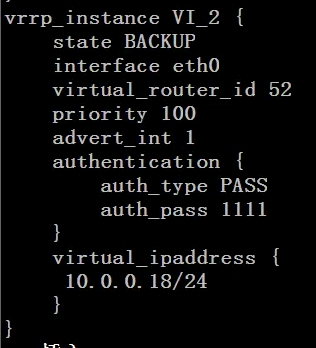 vrrp_instance VI_2 {
    state BACKUP
    interface eth0
    virtual_router_id 52
    priority 100
    advert_int 1
    authentication {
        auth_type PASS
        auth_pass 1111
    }
    virtual_ipaddress {
     10.0.0.18/24
    }
}